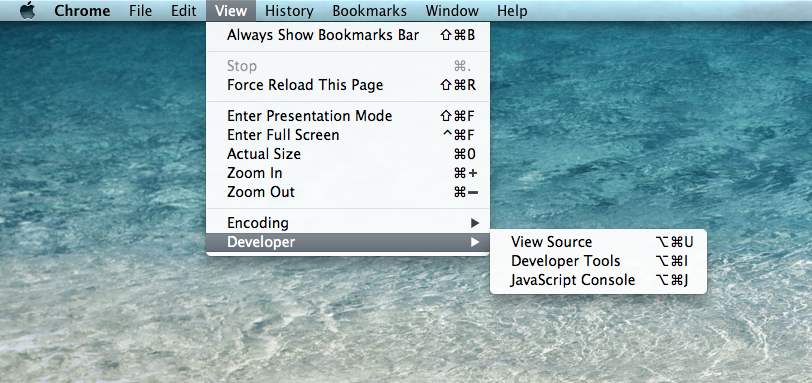 Chrome File Edit View History Bookmarks Window Help
Always Show Bookmarks Bar ⇧⌘B
Stop ⌘.
Force Reload This Page ⇧⌘R
Enter Presentation Mode ⇧⌘F
Enter Full Screen ^⌘F
Actual Size ⌘0
Zoom In ⌘+
Zoom Out ⌘−
Encoding ▶
Developer ▶
View Source ⌥⌘U
Developer Tools ⌥⌘I
JavaScript Console ⌥⌘J